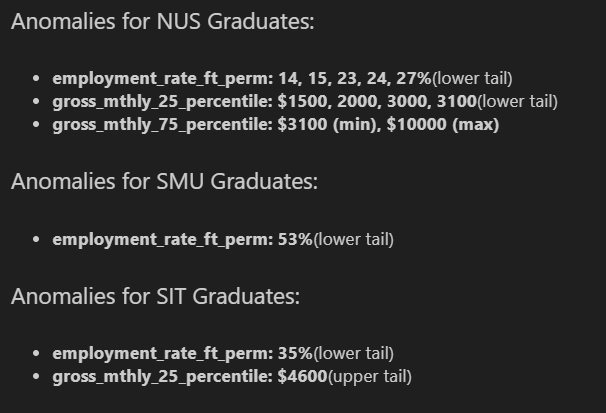 Anomalies for NUS Graduates:
• employment_rate_ft_perm: 14, 15, 23, 24, 27%(lower tail)
• gross_mthly_25_percentile: $1500, 2000, 3000, 3100(lower tail)
• gross_mthly_75_percentile: $3100 (min), $10000 (max)
Anomalies for SMU Graduates:
• employment_rate_ft_perm: 53%(lower tail)
Anomalies for SIT Graduates:
• employment_rate_ft_perm: 35%(lower tail)
• gross_mthly_25_percentile: $4600(upper tail)